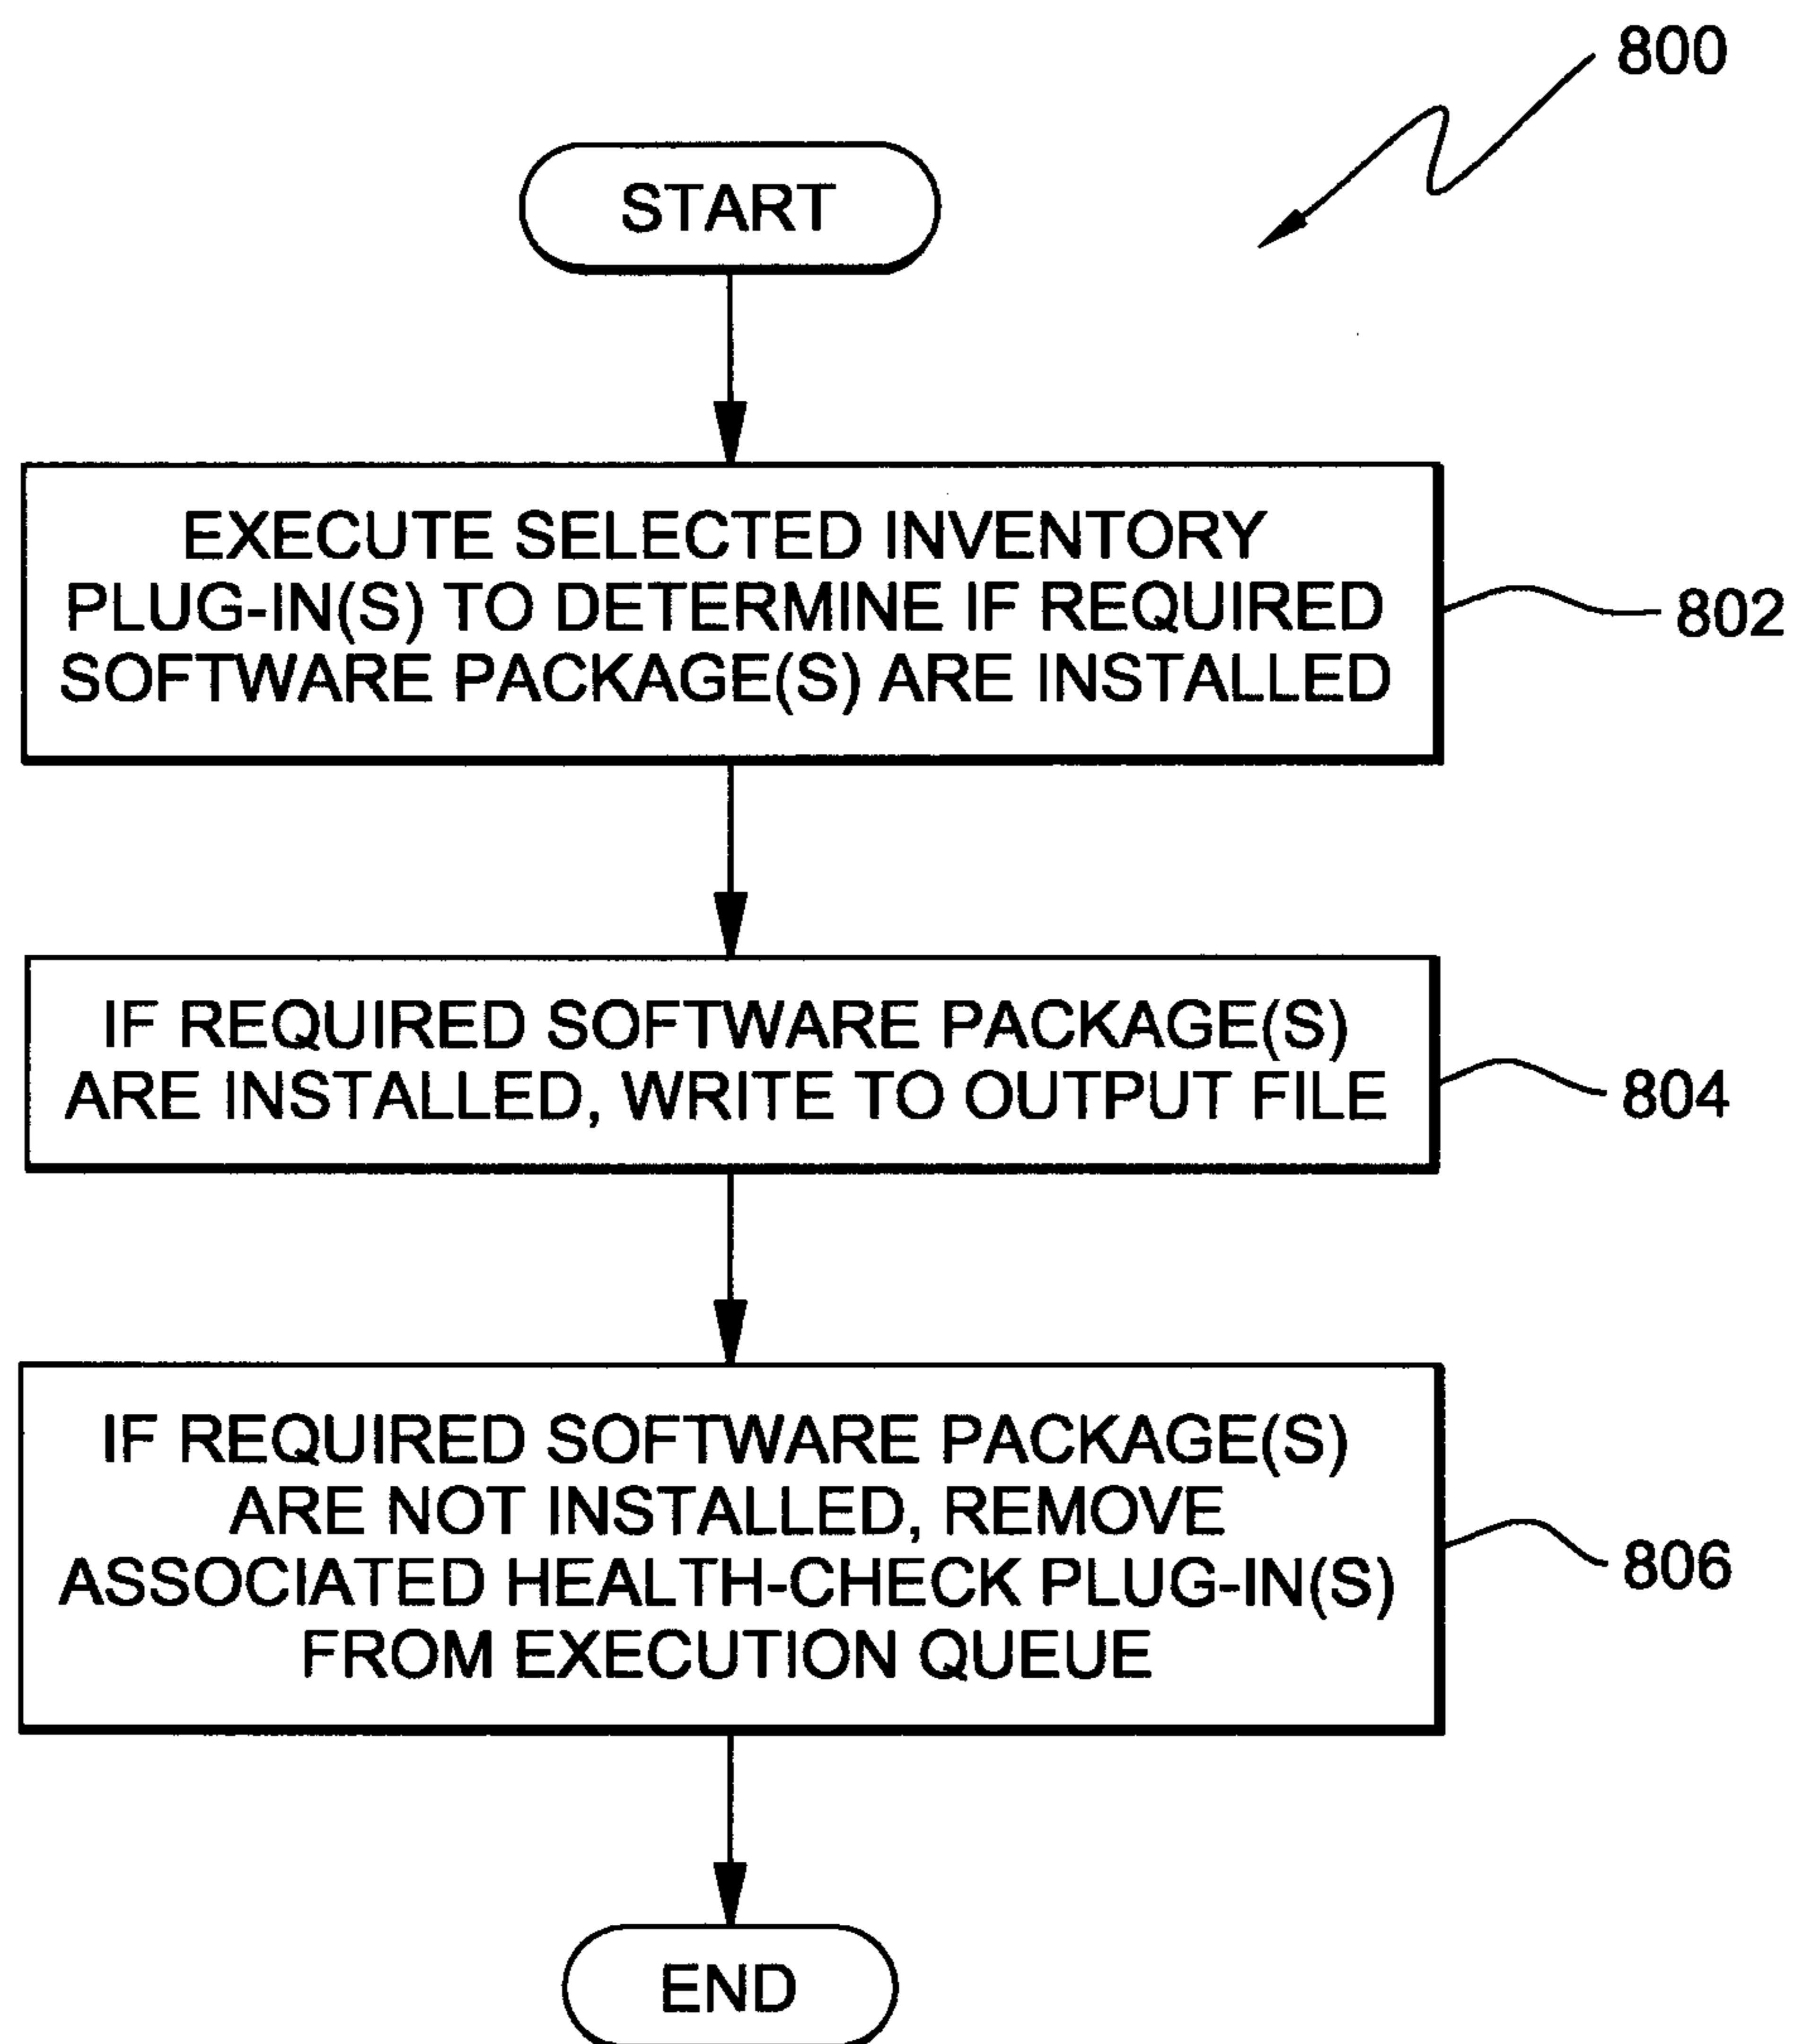 800
START
EXECUTE SELECTED INVENTORY
PLUG-IN(S) TO DETERMINE IF REQUIRED
SOFTWARE PACKAGE(S) ARE INSTALLED
802
IF REQUIRED SOFTWARE PACKAGE(S)
ARE INSTALLED, WRITE TO OUTPUT FILE
804
IF REQUIRED SOFTWARE PACKAGE(S)
ARE NOT INSTALLED, REMOVE
ASSOCIATED HEALTH-CHECK PLUG-IN(S)
FROM EXECUTION QUEUE
806
END